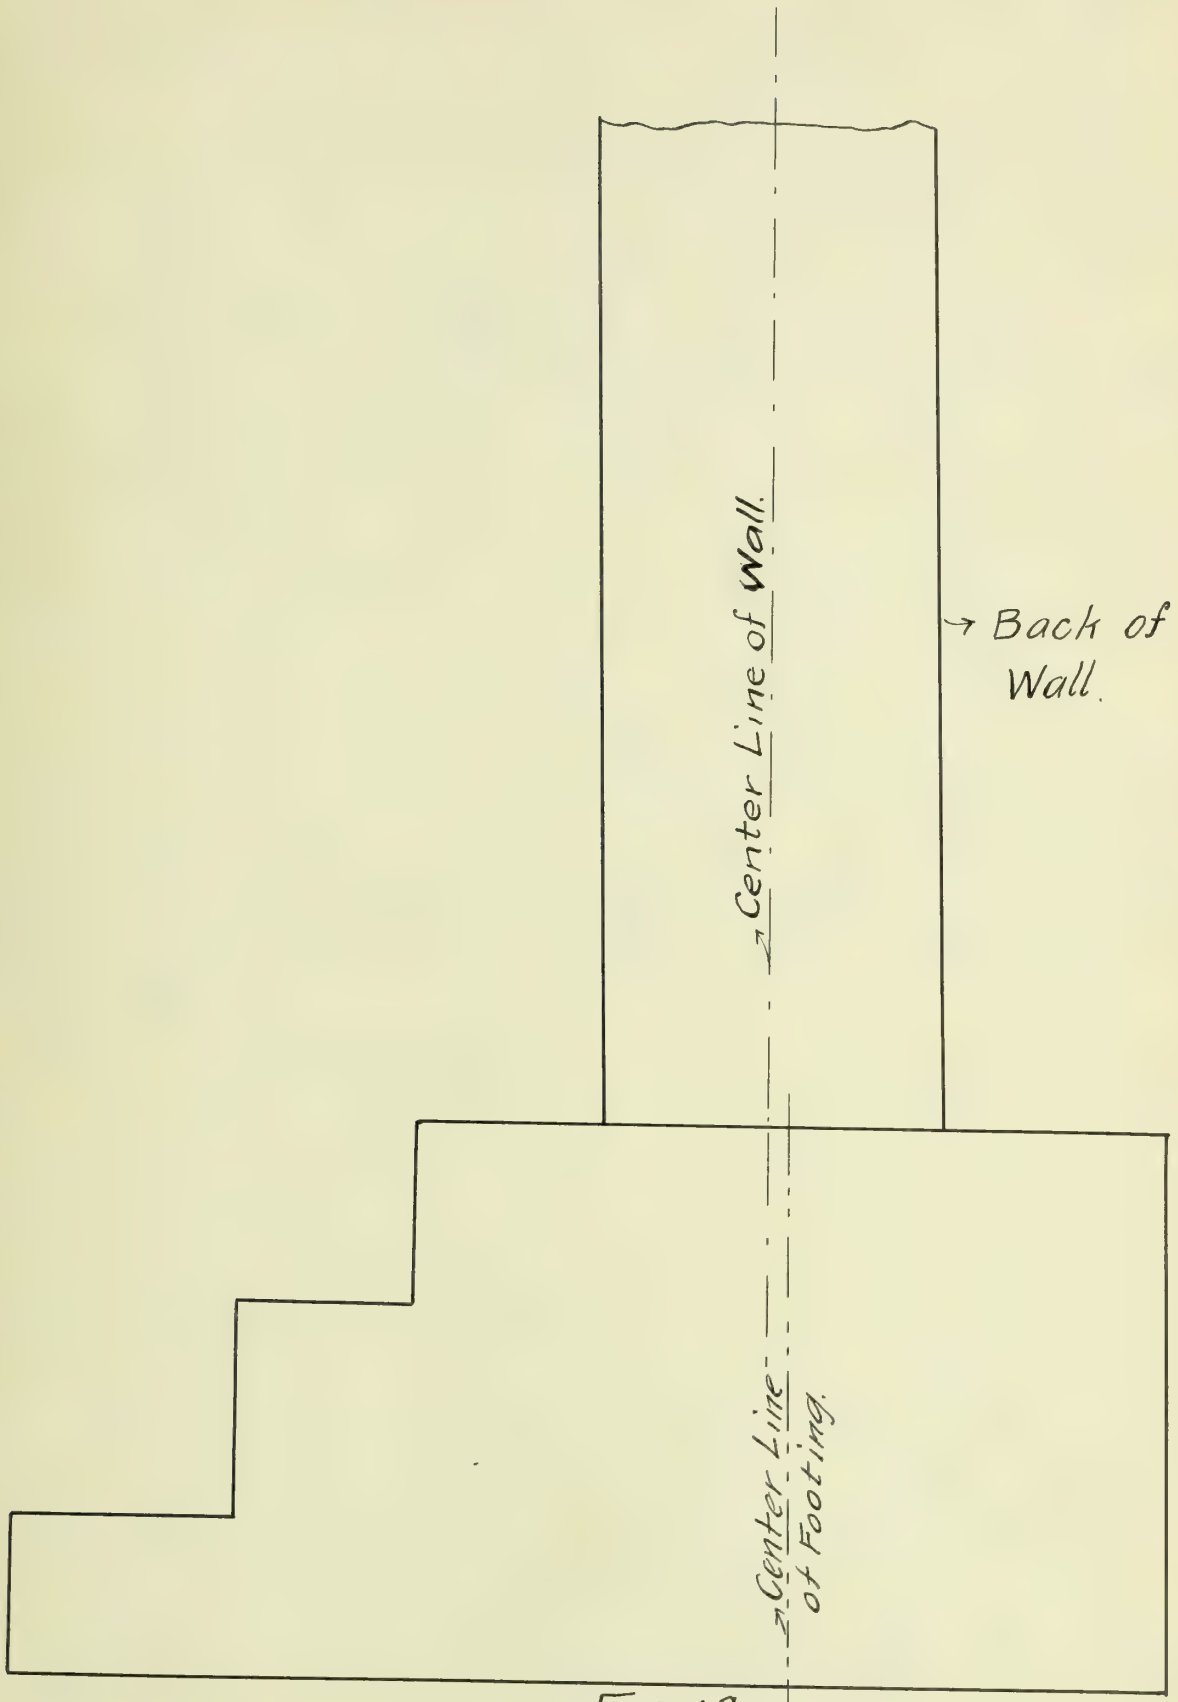 Center Line of Wall.
Back of
Wall.
Center Line
of Footing.